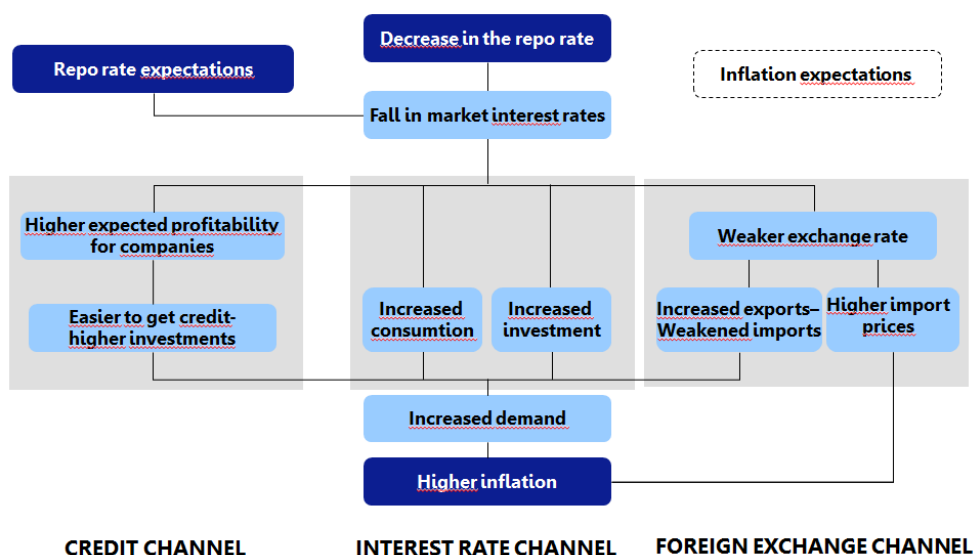 Decrease in the repo rate
Repo rate expectations
Inflation expectations
Fall in market interest rates
Higher expected profitability
for companies
Weaker exchange rate
Easier to get credit-
higher investments
Increased
consumtion
Increased
investment
Increased exports–
Weakened imports
Higher import
prices
Increased demand
Higher inflation
CREDIT CHANNEL
INTEREST RATE CHANNEL
FOREIGN EXCHANGE CHANNEL